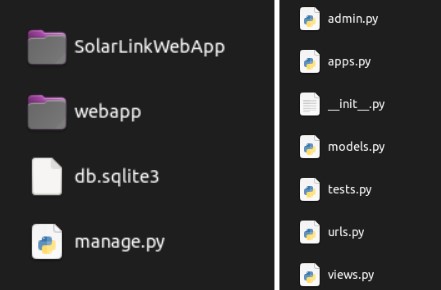 SolarLinkWebApp
webapp
db.sqlite3
manage.py
admin.py
apps.py
__init__.py
models.py
tests.py
urls.py
views.py